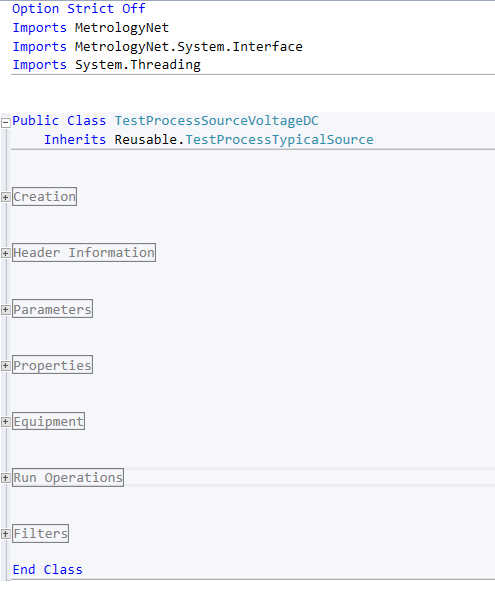 Option Strict Off
Imports MetrologyNet
Imports MetrologyNet.System.Interface
Imports System.Threading
Public Class TestProcessSourceVoltageDC
Inherits Reusable.TestProcessTypicalSource
Creation
Header Information
Parameters
Properties
Equipment
Run Operations
Filters
End Class